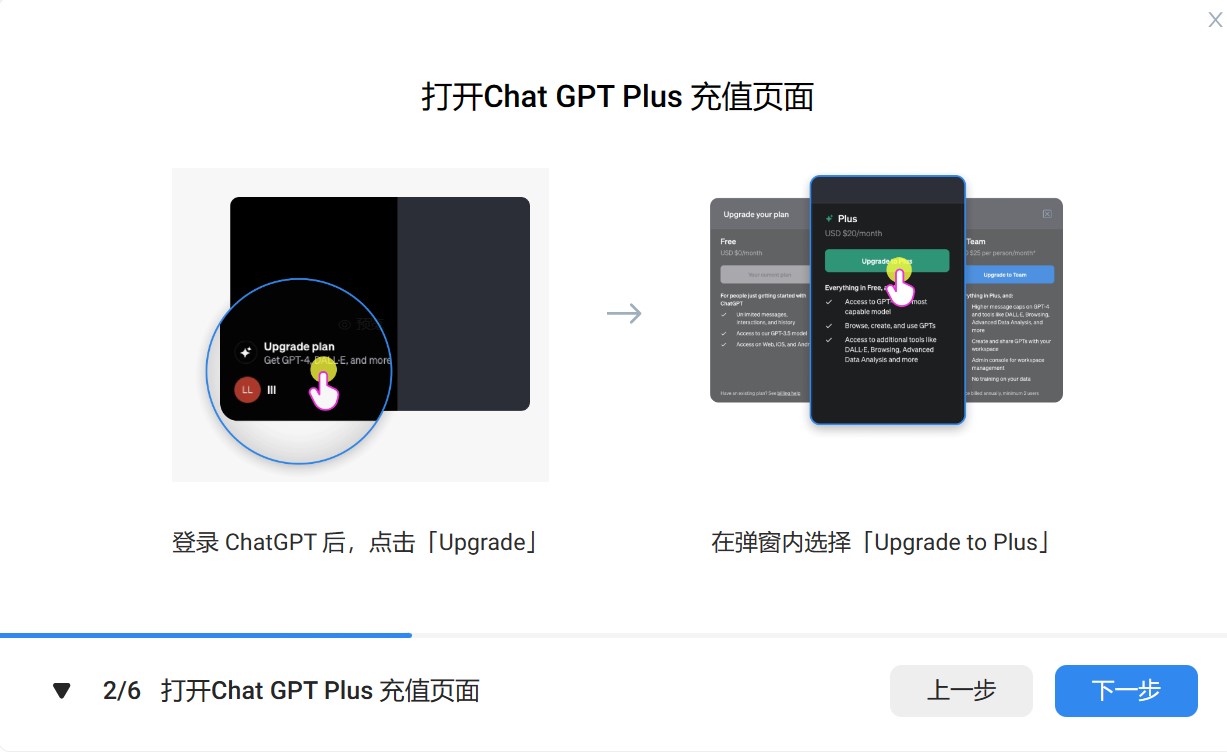 X
打开Chat GPT Plus 充值页面
预览
Upgrade plan
Get GPT-4, DALL·E, and more
LL
III
登录 ChatGPT 后，点击「Upgrade」
Upgrade your plan
Free
USD $0/month
Your current plan
For people just getting started with
ChatGPT
Unlimited messages,
interactions, and history
Access to our GPT-3.5 model
Access on Web, iOS, and Andr
Have an existing plan? See billing help
Plus
USD $20/month
Upgrade to Plus
Everything in Free, a
Access to GPT-4 most
capable model
Browse, create, and use GPTs
Access to additional tools like
DALL·E, Browsing, Advanced
Data Analysis and more
Team
$25 per person/month*
Upgrade to Team
ything in Plus, and:
Higher message caps on GPT-4
and tools like DALL·E, Browsing,
Advanced Data Analysis, and
more
Create and share GPTs with your
workspace
Admin console for workspace
management
No training on your data
billed annually, minimum 2 users
在弹窗内选择「Upgrade to Plus」
2/6 打开Chat GPT Plus 充值页面
上一步
下一步